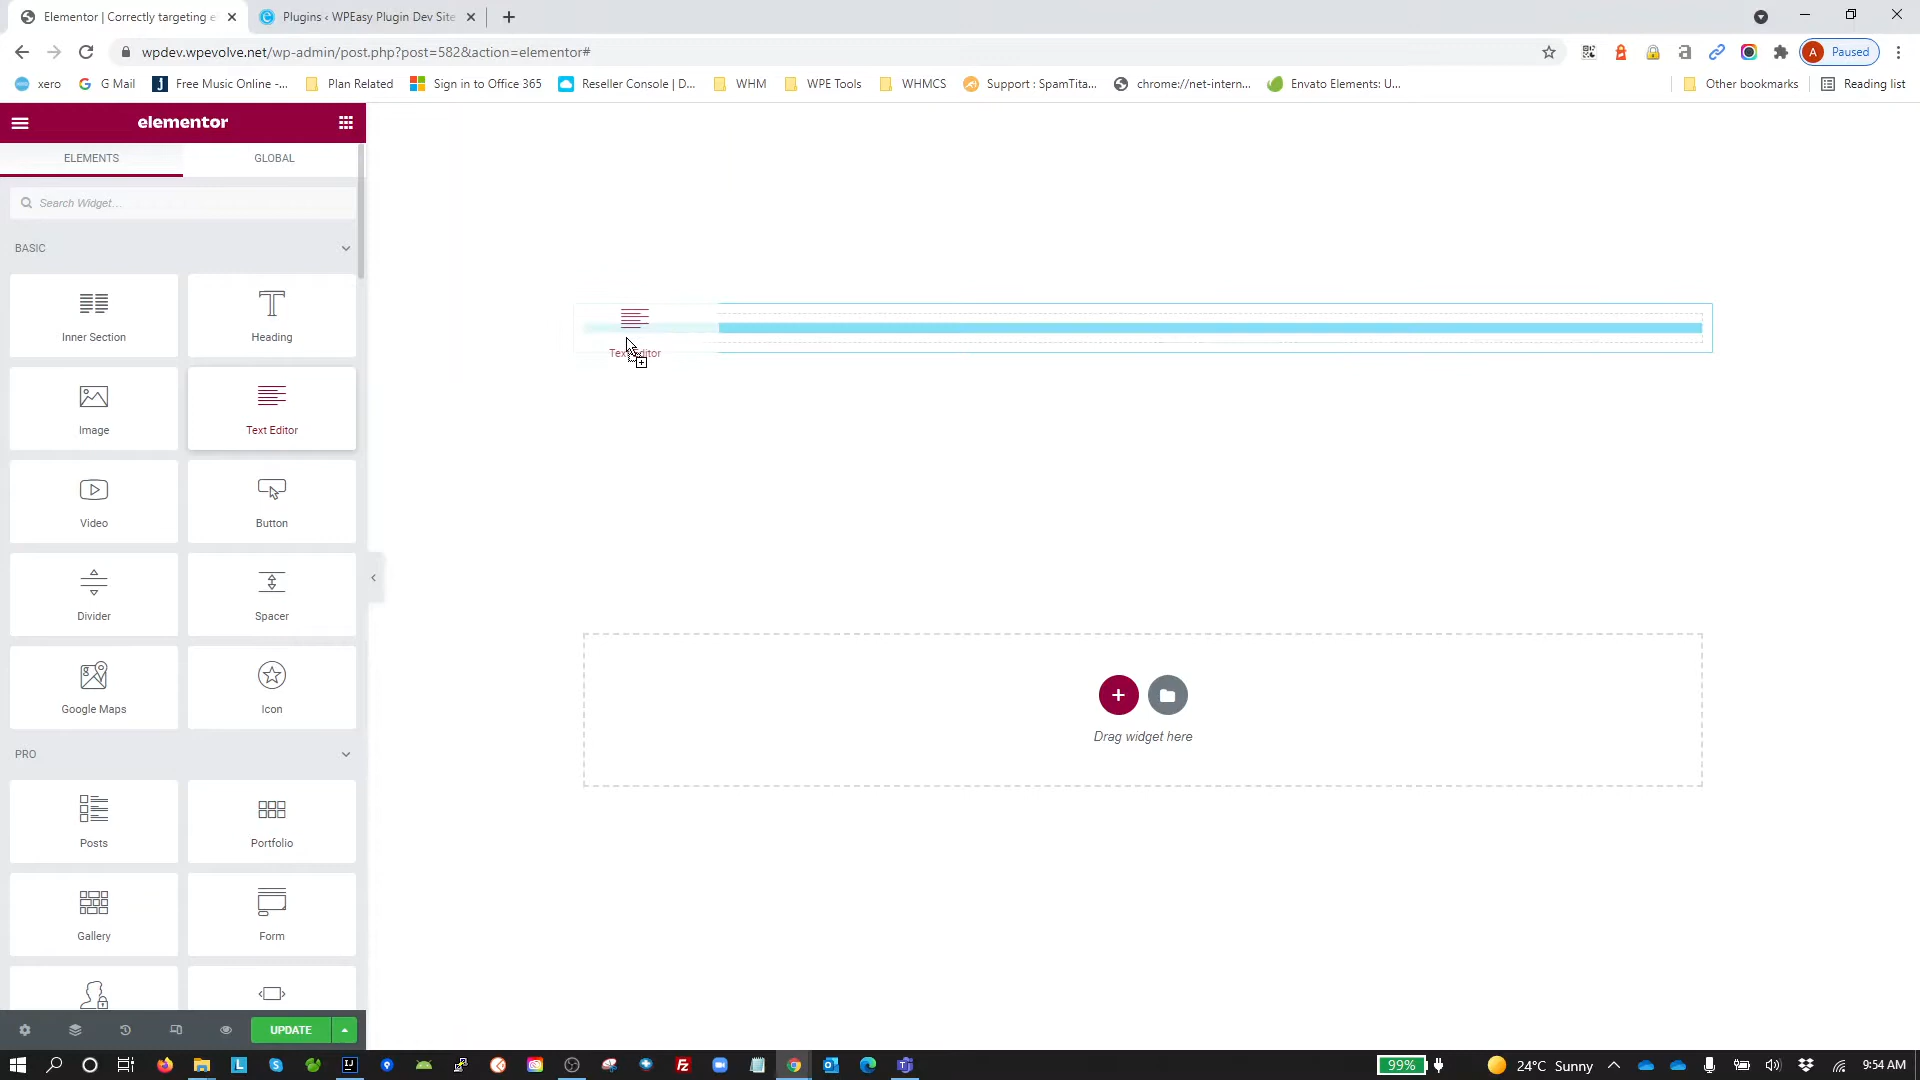 Elementor | Correctly targeting e
Plugins ‹ WPEasy Plugin Dev Site
wpdev.wpevolve.net/wp-admin/post.php?post=582&action=elementor#
A Paused
xero
G Mail
Free Music Online -...
Plan Related
Sign in to Office 365
Reseller Console | D...
WHM
WPE Tools
WHMCS
Support : SpamTita...
chrome://net-intern...
Envato Elements: U...
Other bookmarks
Reading list
elementor
ELEMENTS
GLOBAL
Search Widget...
BASIC
Inner Section
Heading
Image
Text Editor
Video
Button
Divider
Spacer
Google Maps
Icon
PRO
Posts
Portfolio
Gallery
Form
UPDATE
Text Editor
Drag widget here
99%
24°C Sunny
9:54 AM